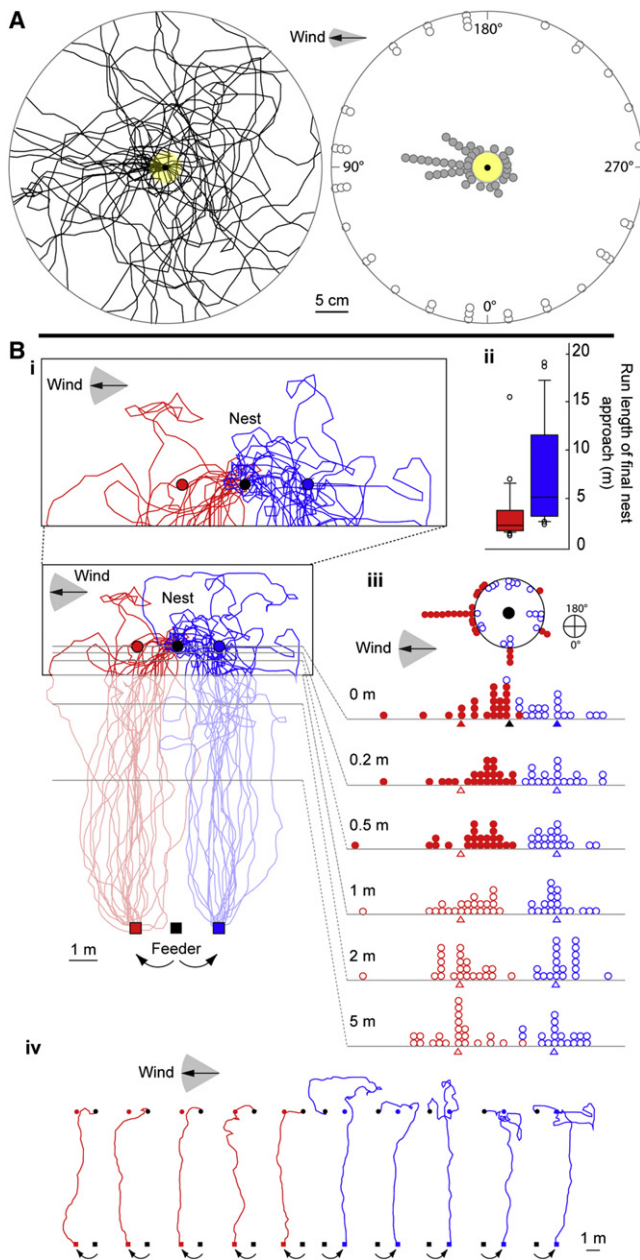 A
Wind
180°
90°
270°
0°
5 cm
B
i
Wind
Nest
ii
20
15
10
5
0
Run length of final nest
approach (m)
Wind
Nest
iii
180°
0°
Wind
0 m
0.2 m
0.5 m
1 m
2 m
5 m
Feeder
1 m
iv
Wind
1 m